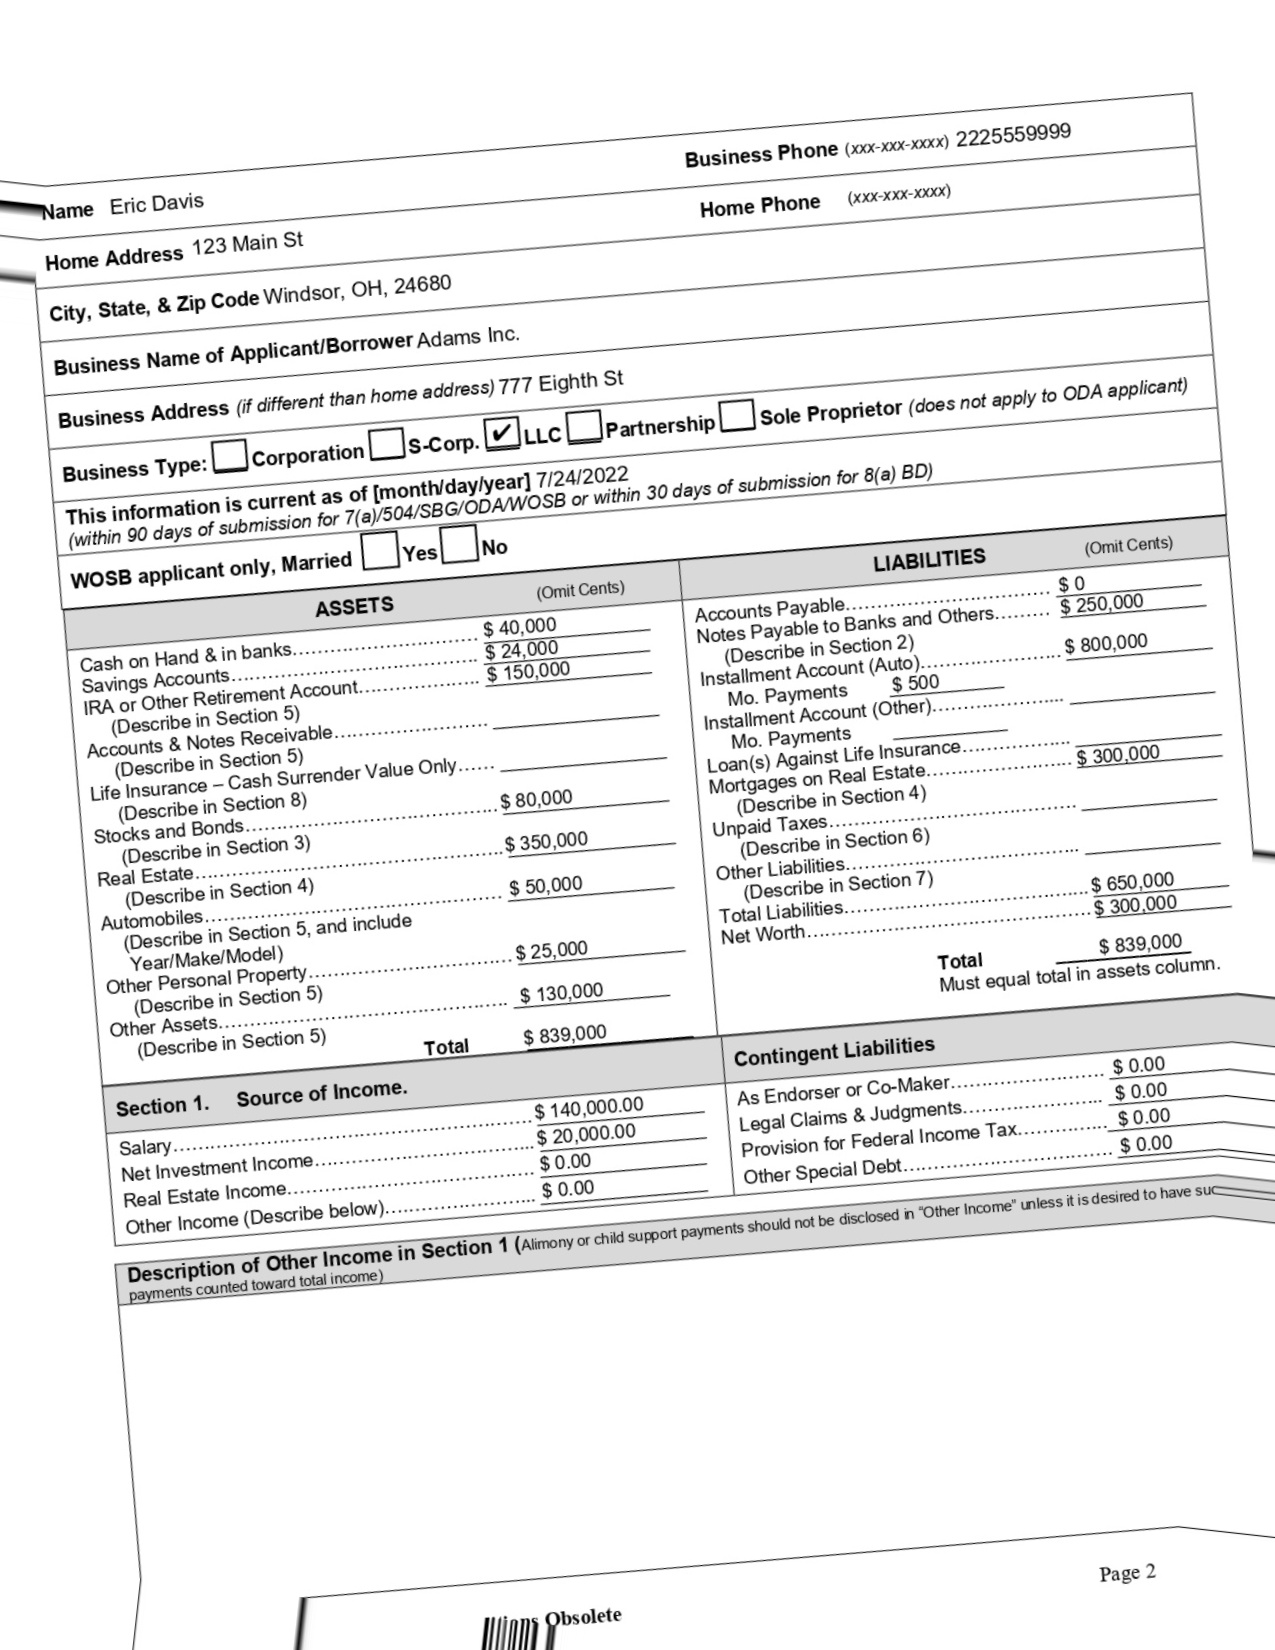 Name Eric Davis Business Phone (xxx-xxx-xxxx) 2225559999
Home Address 123 Main St Home Phone (xxx-xxx-xxxx)
City, State, & Zip Code Windsor, OH, 24680
Business Name of Applicant/Borrower Adams Inc.
Business Address (if different than home address) 777 Eighth St
Business Type: Corporation S-Corp. ✔ LLC Partnership Sole Proprietor (does not apply to ODA applicant)
This information is current as of [month/day/year] 7/24/2022
(within 90 days of submission for 7(a)/504/SBG/ODA/WOSB or within 30 days of submission for 8(a) BD)
WOSB applicant only, Married Yes No
ASSETS (Omit Cents)
Cash on Hand & in banks $ 40,000
Savings Accounts $ 24,000
IRA or Other Retirement Account $ 150,000
(Describe in Section 5)
Accounts & Notes Receivable
(Describe in Section 5)
Life Insurance – Cash Surrender Value Only
(Describe in Section 8)
Stocks and Bonds $ 80,000
(Describe in Section 3)
Real Estate $ 350,000
(Describe in Section 4)
Automobiles $ 50,000
(Describe in Section 5, and include
Year/Make/Model)
Other Personal Property $ 25,000
(Describe in Section 5)
Other Assets $ 130,000
(Describe in Section 5)
Total $ 839,000
LIABILITIES (Omit Cents)
Accounts Payable $ 0
Notes Payable to Banks and Others $ 250,000
(Describe in Section 2)
Installment Account (Auto) $ 800,000
Mo. Payments $ 500
Installment Account (Other)
Mo. Payments
Loan(s) Against Life Insurance
Mortgages on Real Estate $ 300,000
(Describe in Section 4)
Unpaid Taxes
(Describe in Section 6)
Other Liabilities
(Describe in Section 7)
Total Liabilities $ 650,000
Net Worth $ 300,000
Total $ 839,000
Must equal total in assets column.
Section 1. Source of Income.
Salary $ 140,000.00
Net Investment Income $ 20,000.00
Real Estate Income $ 0.00
Other Income (Describe below) $ 0.00
Contingent Liabilities
As Endorser or Co-Maker $ 0.00
Legal Claims & Judgments $ 0.00
Provision for Federal Income Tax $ 0.00
Other Special Debt $ 0.00
Description of Other Income in Section 1 (Alimony or child support payments should not be disclosed in "Other Income" unless it is desired to have
payments counted toward total income)
Page 2
Obsolete